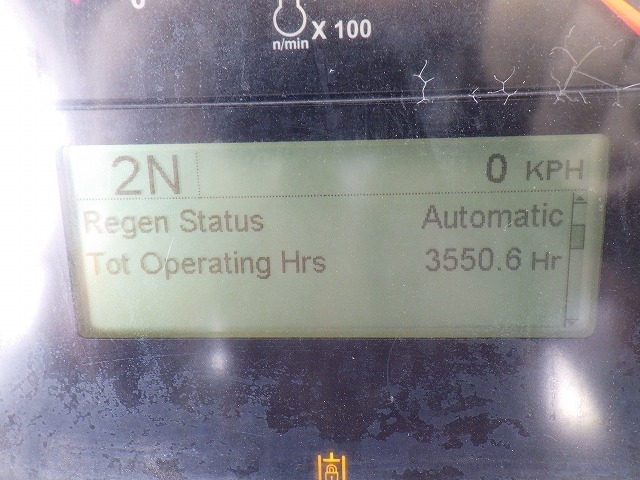 X 100
n/min
2N 0 KPH
Regen Status Automatic
Tot Operating Hrs 3550.6 Hr